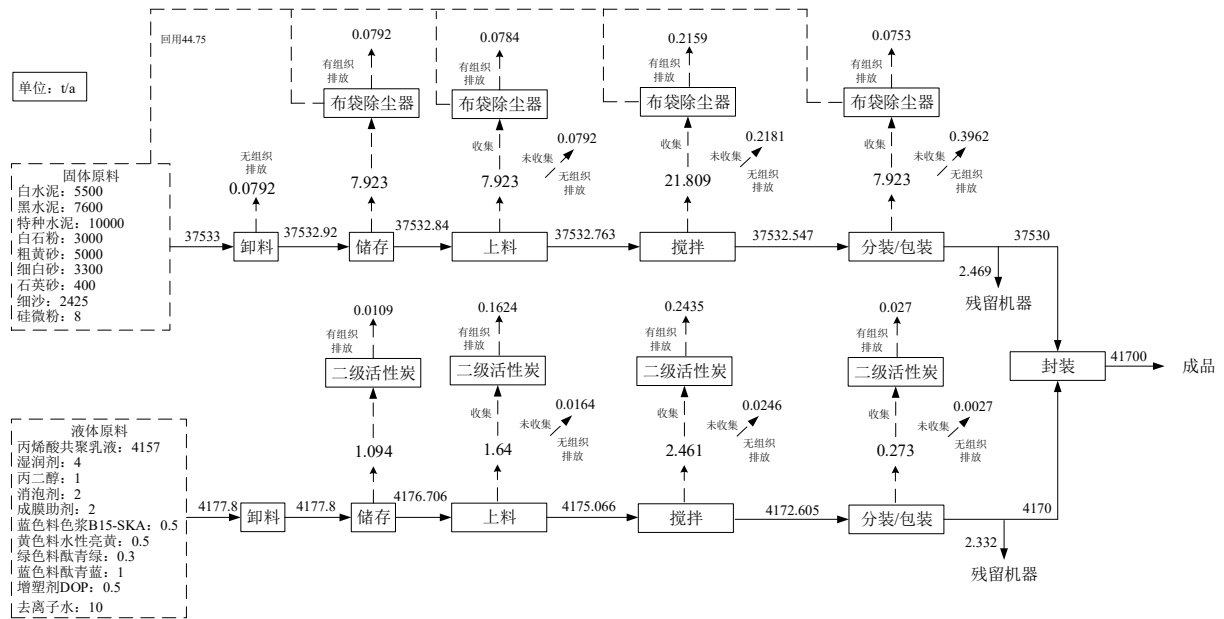 回用44.75
单位：t/a
0.0792
0.0784
0.2159
0.0753
有组织
排放
有组织
排放
有组织
排放
有组织
排放
布袋除尘器
布袋除尘器
布袋除尘器
布袋除尘器
收集
未收集
0.0792
无组织
排放
收集
未收集
0.2181
无组织
排放
收集
未收集
0.3962
无组织
排放
无组织
排放
0.0792
7.923
7.923
21.809
7.923
固体原料
白水泥：5500
黑水泥：7600
特种水泥：10000
白石粉：3000
粗黄砂：5000
细白砂：3300
石英砂：400
细沙：2425
硅微粉：8
37533
卸料
37532.92
储存
37532.84
上料
37532.763
搅拌
37532.547
分装/包装
37530
2.469
残留机器
0.0109
0.1624
0.2435
0.027
有组织
排放
有组织
排放
有组织
排放
有组织
排放
二级活性炭
二级活性炭
二级活性炭
二级活性炭
封装
41700
成品
收集
未收集
0.0164
无组织
排放
收集
未收集
0.0246
无组织
排放
收集
未收集
0.0027
无组织
排放
1.094
1.64
2.461
0.273
液体原料
丙烯酸共聚乳液：4157
湿润剂：4
丙二醇：1
消泡剂：2
成膜助剂：2
蓝色料色浆B15-SKA：0.5
黄色料水性亮黄：0.5
绿色料酞青绿：0.3
蓝色料酞青蓝：1
增塑剂DOP：0.5
去离子水：10
4177.8
卸料
4177.8
储存
4176.706
上料
4175.066
搅拌
4172.605
分装/包装
4170
2.332
残留机器